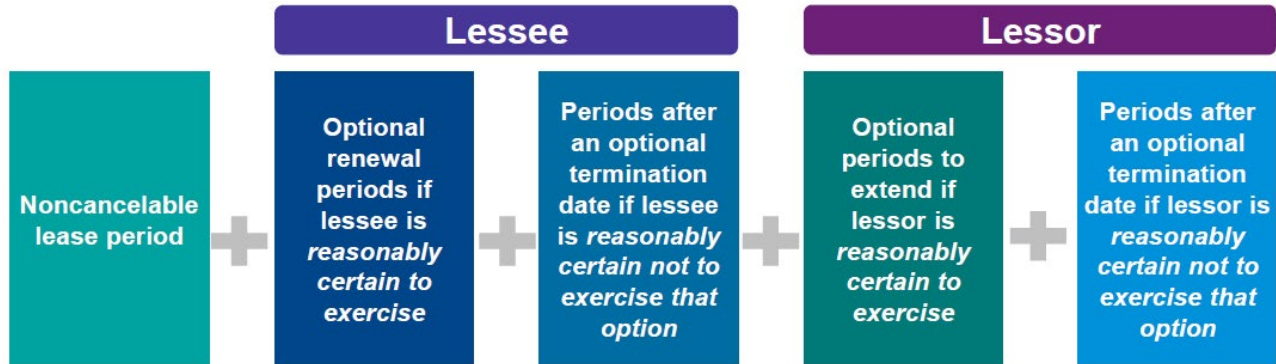 Lessee
Lessor
Noncancelable
lease period
Optional
renewal
periods if
lessee is
reasonably
certain to
exercise
Periods after
an optional
termination
date if lessee
is reasonably
certain not to
exercise that
option
Optional
periods to
extend if
lessor is
reasonably
certain to
exercise
Periods after
an optional
termination
date if lessor is
reasonably
certain not to
exercise that
option